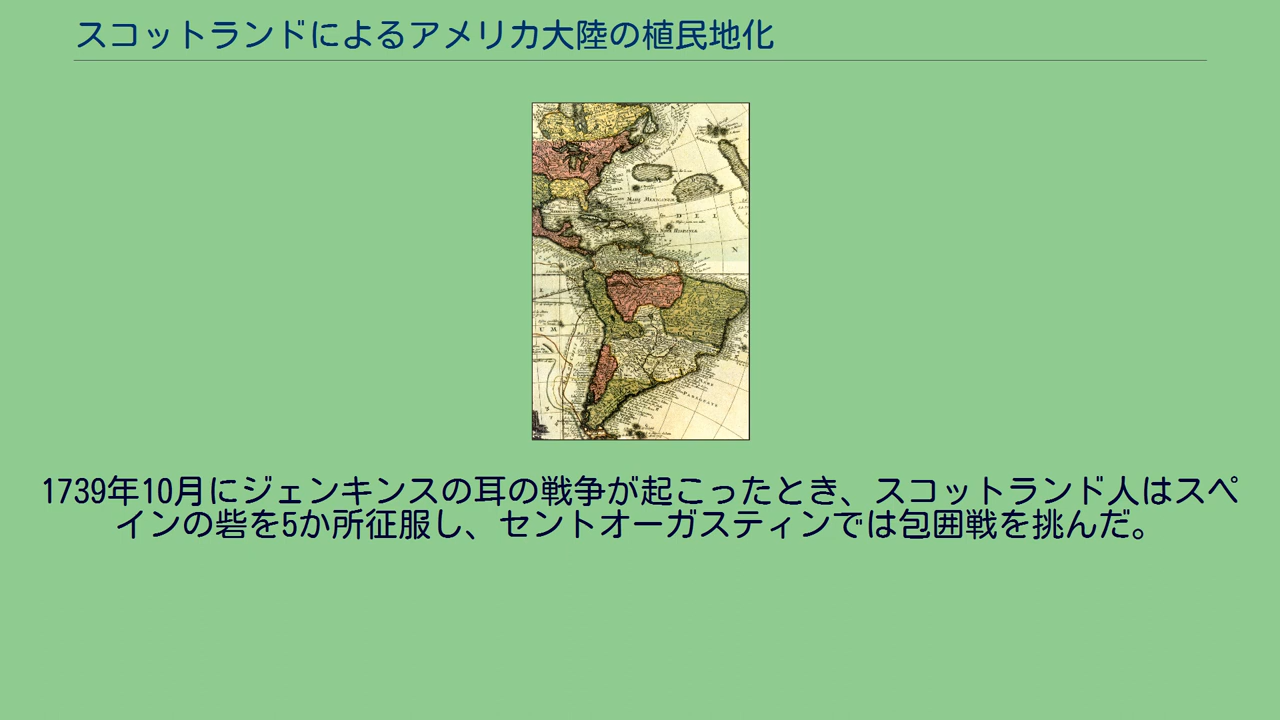 スコットランドによるアメリカ大陸の植民地化
MARE MEXICANUM
D E L
N
U M
1739年10月にジェンキンスの耳の戦争が起こったとき、スコットランド人はスペ
インの砦を5か所征服し、セントオーガスティンでは包囲戦を挑んだ。